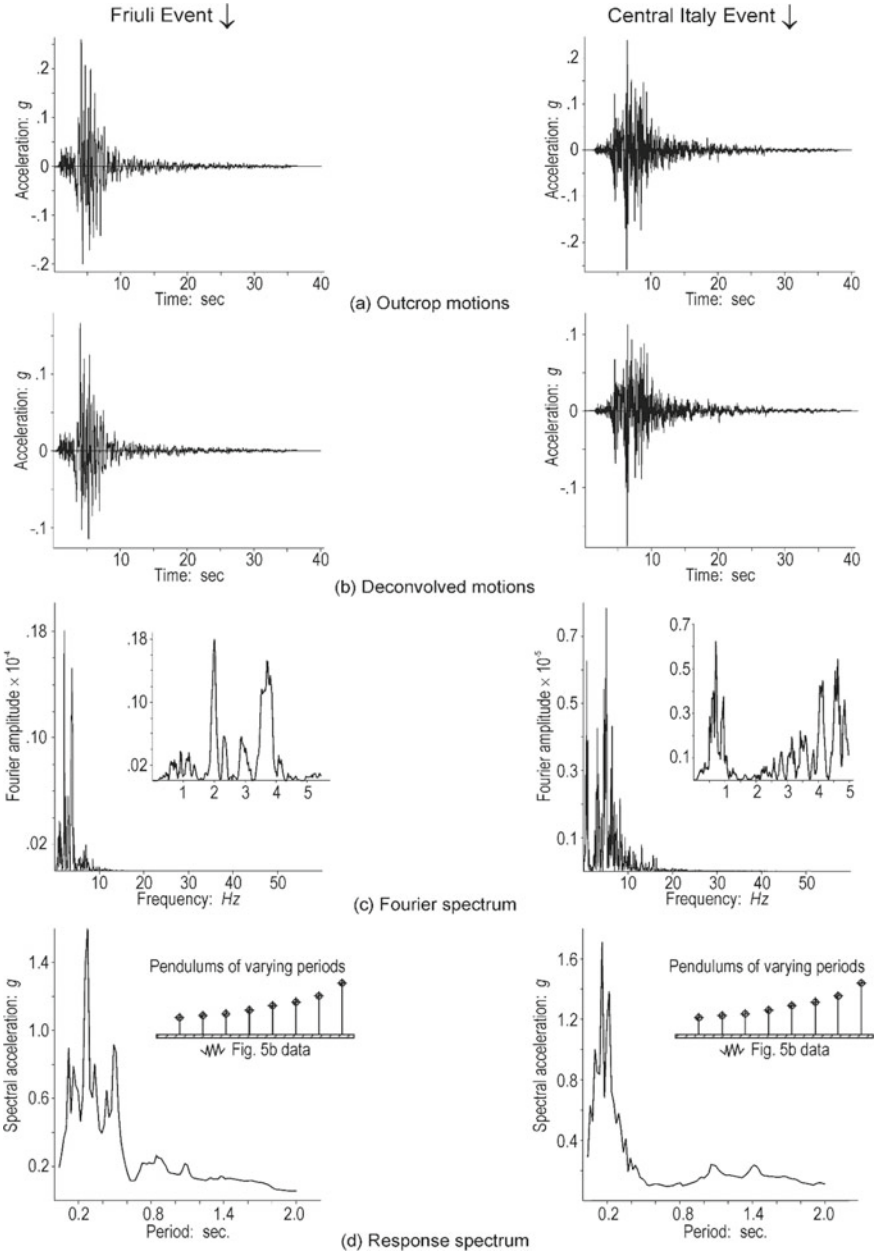 Friuli Event ↓
Central Italy Event ↓
.2
.1
0
-.1
-.2
Acceleration: g
10 20 30 40
Time: sec
.2
.1
0
-.1
-.2
Acceleration: g
10 20 30 40
Time: sec
(a) Outcrop motions
.1
0
-.1
Acceleration: g
10 20 30 40
Time: sec
.1
0
-.1
Acceleration: g
10 20 30 40
Time: sec
(b) Deconvolved motions
.18
.10
.02
Fourier amplitude × 10⁻⁴
.18
.10
.02
1 2 3 4 5
10 20 30 40 50
Frequency: Hz
0.7
0.5
0.3
0.1
Fourier amplitude × 10⁻⁵
0.7
0.5
0.3
0.1
1 2 3 4 5
10 20 30 40 50
Frequency: Hz
(c) Fourier spectrum
1.4
1.0
0.6
0.2
Spectral acceleration: g
Pendulums of varying periods
Fig. 5b data
0.2 0.8 1.4 2.0
Period: sec.
1.6
1.2
0.8
0.4
Spectral acceleration: g
Pendulums of varying periods
Fig. 5b data
0.2 0.8 1.4 2.0
Period: sec.
(d) Response spectrum